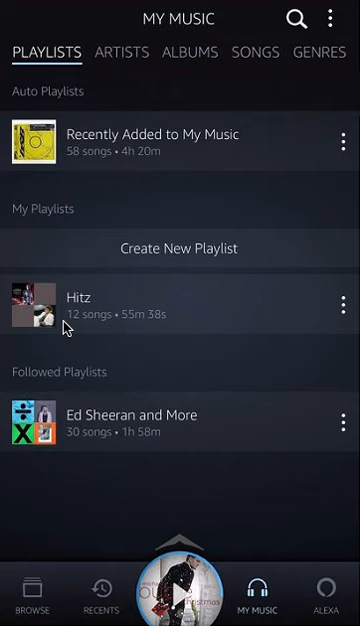 MY MUSIC
PLAYLISTS ARTISTS ALBUMS SONGS GENRES
Auto Playlists
Recently Added to My Music
58 songs • 4h 20m
My Playlists
Create New Playlist
Hitz
12 songs • 55m 38s
Followed Playlists
Ed Sheeran and More
30 songs • 1h 58m
christmas
BROWSE RECENTS MY MUSIC ALEXA